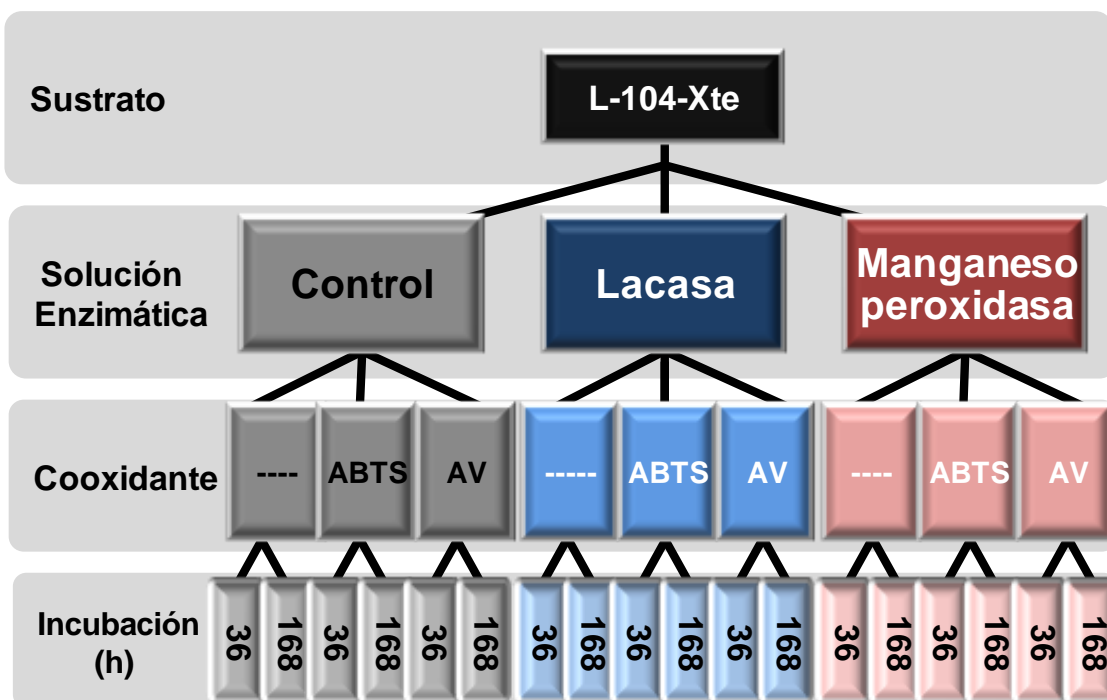 Sustrato
L-104-Xte
Solución
Enzimática
Control
Lacasa
Manganeso
peroxidasa
Cooxidante
----
ABTS
AV
-----
ABTS
AV
----
ABTS
AV
Incubación
(h)
36
168
36
168
36
168
36
168
36
168
36
168
36
168
36
168
36
168